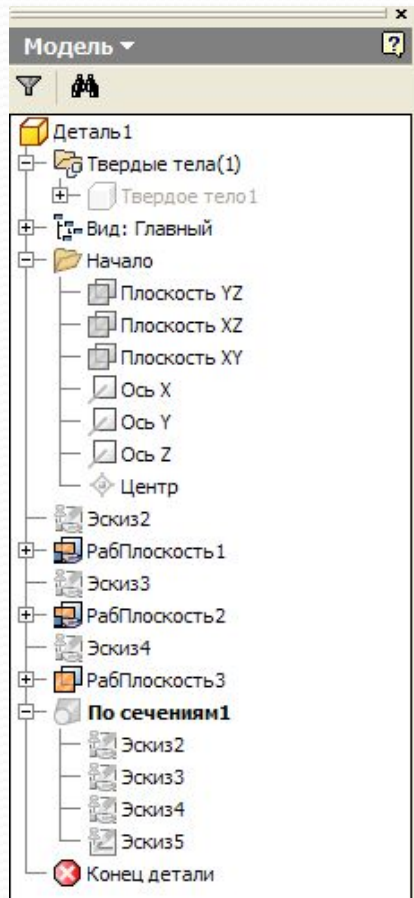 Модель
Деталь1
Твердые тела(1)
Твердое тело1
Вид: Главный
Начало
Плоскость YZ
Плоскость XZ
Плоскость XY
Ось X
Ось Y
Ось Z
Центр
Эскиз2
РабПлоскость1
Эскиз3
РабПлоскость2
Эскиз4
РабПлоскость3
По сечениям1
Эскиз2
Эскиз3
Эскиз4
Эскиз5
Конец детали